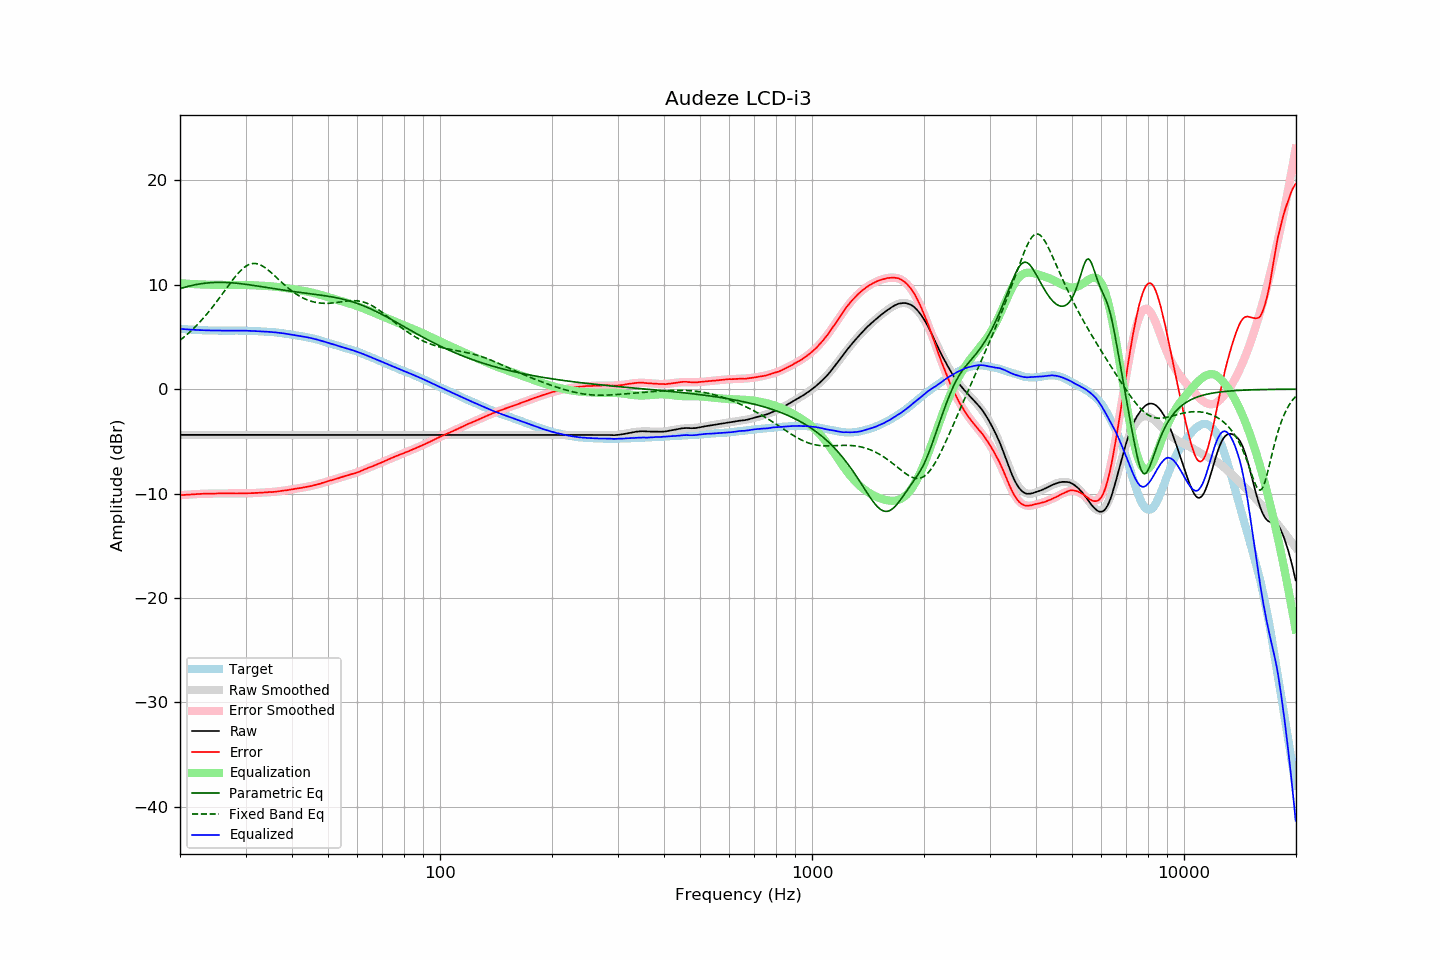 Audeze LCD-i3
Amplitude (dBr)
20
10
0
−10
−20
−30
−40
Target
Raw Smoothed
Error Smoothed
Raw
Error
Equalization
Parametric Eq
Fixed Band Eq
Equalized
100
1000
10000
Frequency (Hz)